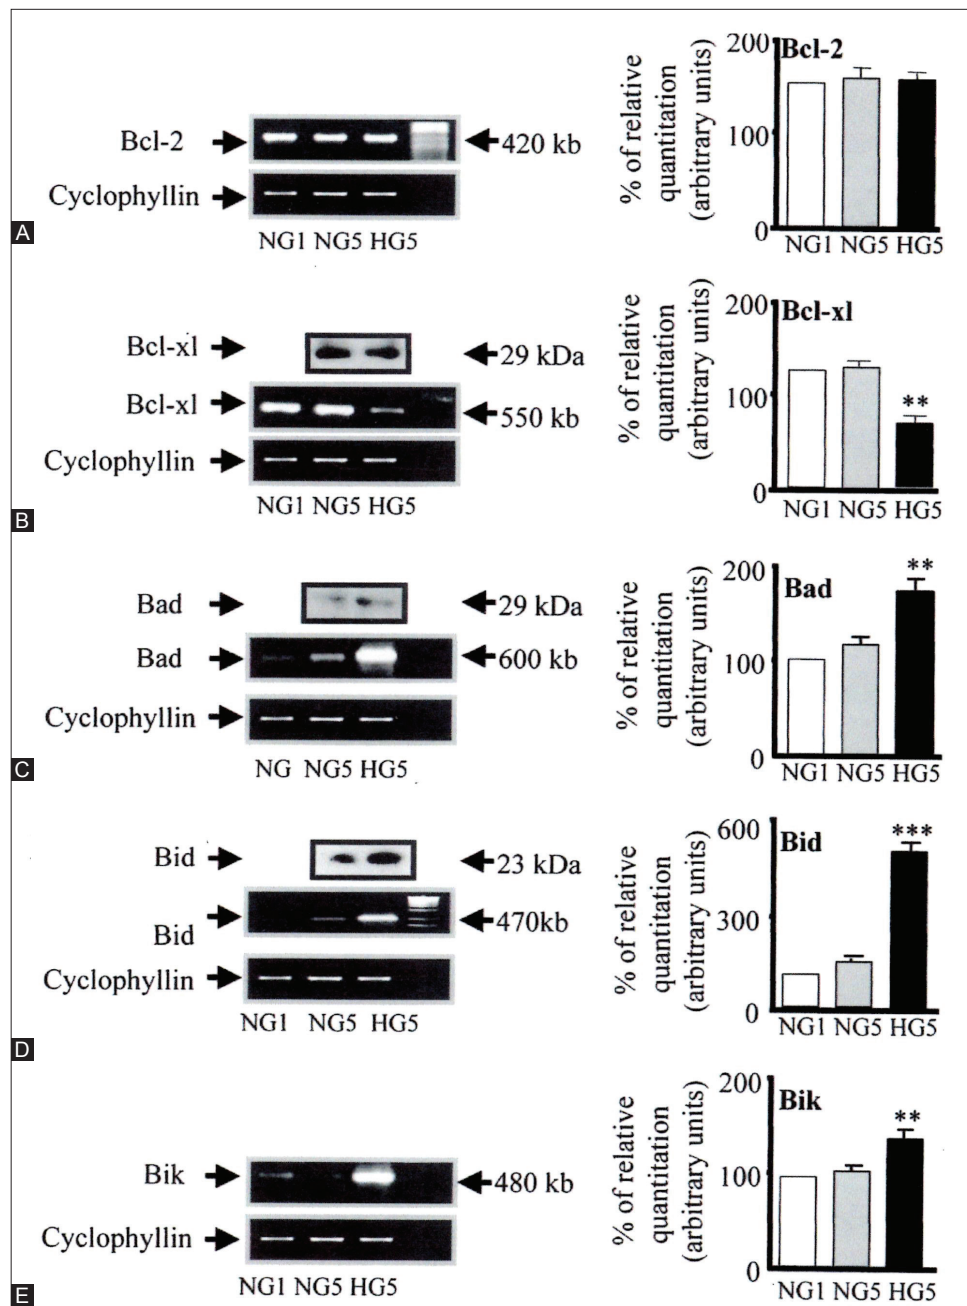 Bcl-2
420 kb
Cyclophyllin
NG1 NG5 HG5
A
% of relative
quantitation
(arbitrary units)
200
100
0
Bcl-2
NG1 NG5 HG5
Bcl-xl
29 kDa
Bcl-xl
550 kb
Cyclophyllin
NG1 NG5 HG5
B
% of relative
quantitation
(arbitrary units)
200
100
0
Bcl-xl
**
NG1 NG5 HG5
Bad
29 kDa
Bad
600 kb
Cyclophyllin
NG NG5 HG5
C
% of relative
quantitation
(arbitrary units)
200
100
0
Bad
**
NG1 NG5 HG5
Bid
23 kDa
Bid
470kb
Cyclophyllin
NG1 NG5 HG5
D
% of relative
quantitation
(arbitrary units)
600
300
0
Bid
***
NG1 NG5 HG5
Bik
480 kb
Cyclophyllin
NG1 NG5 HG5
E
% of relative
quantitation
(arbitrary units)
200
100
0
Bik
**
NG1 NG5 HG5